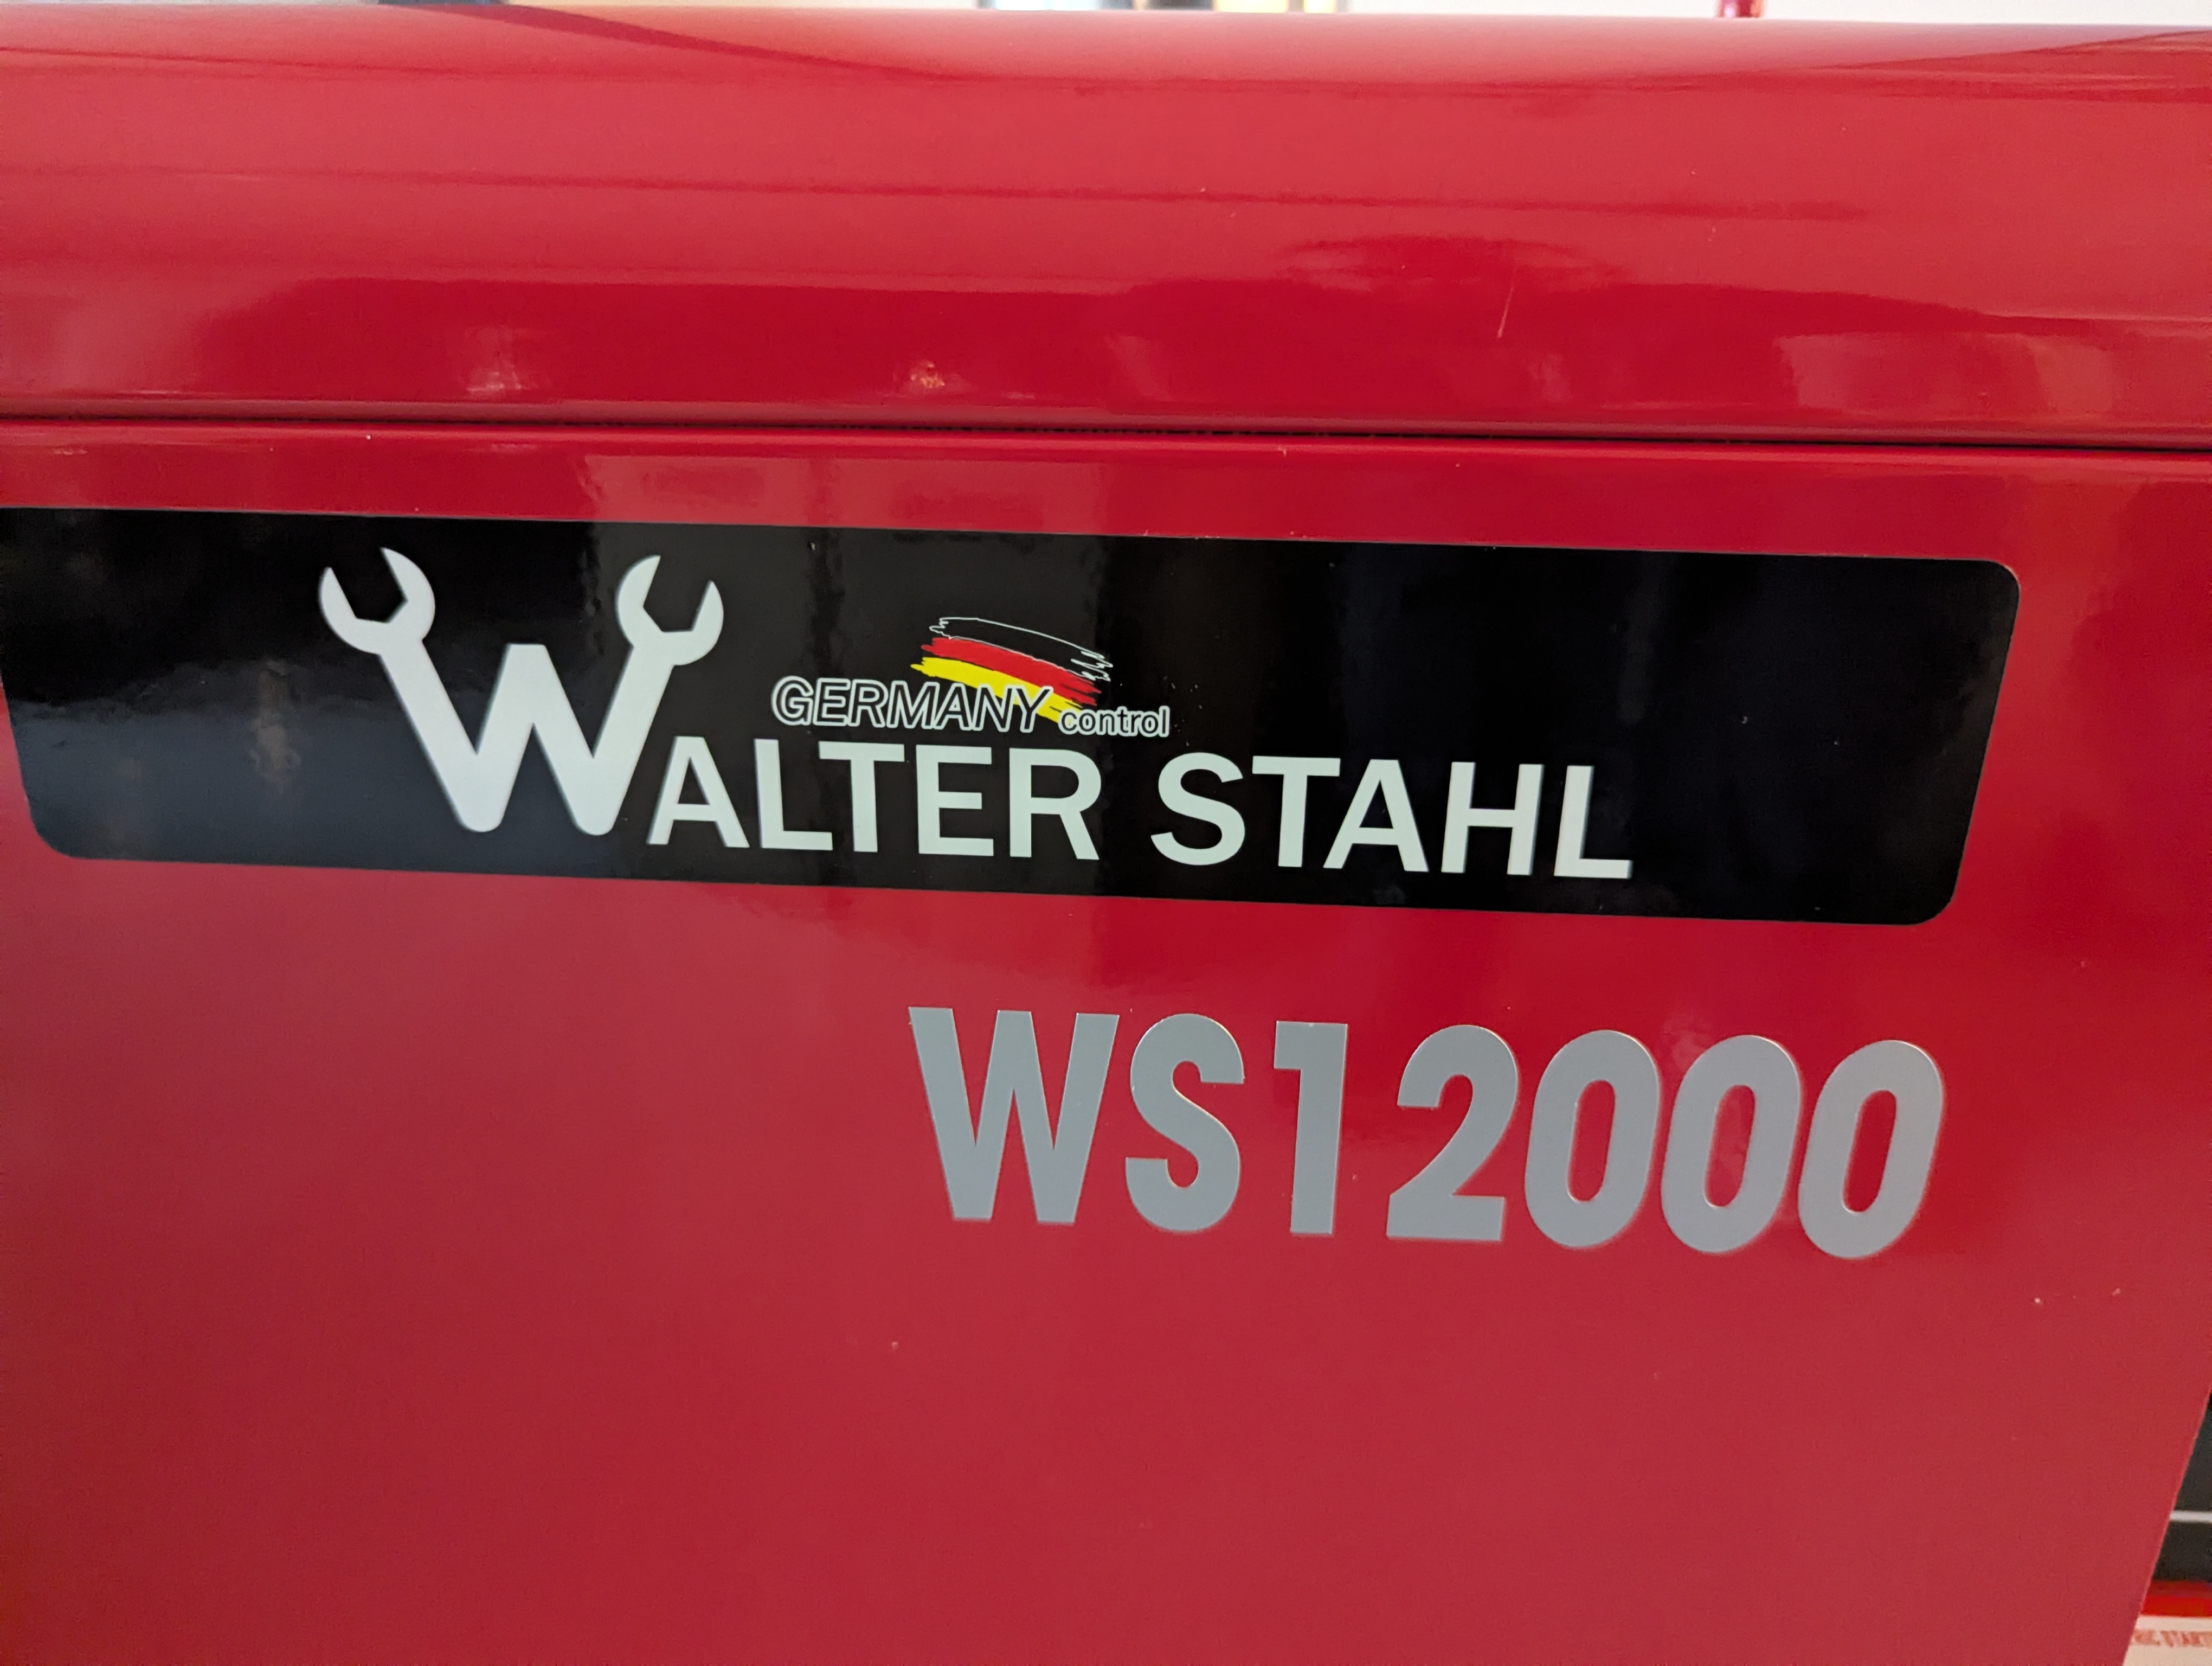 GERMANY control
WALTER STAHL
WS12000